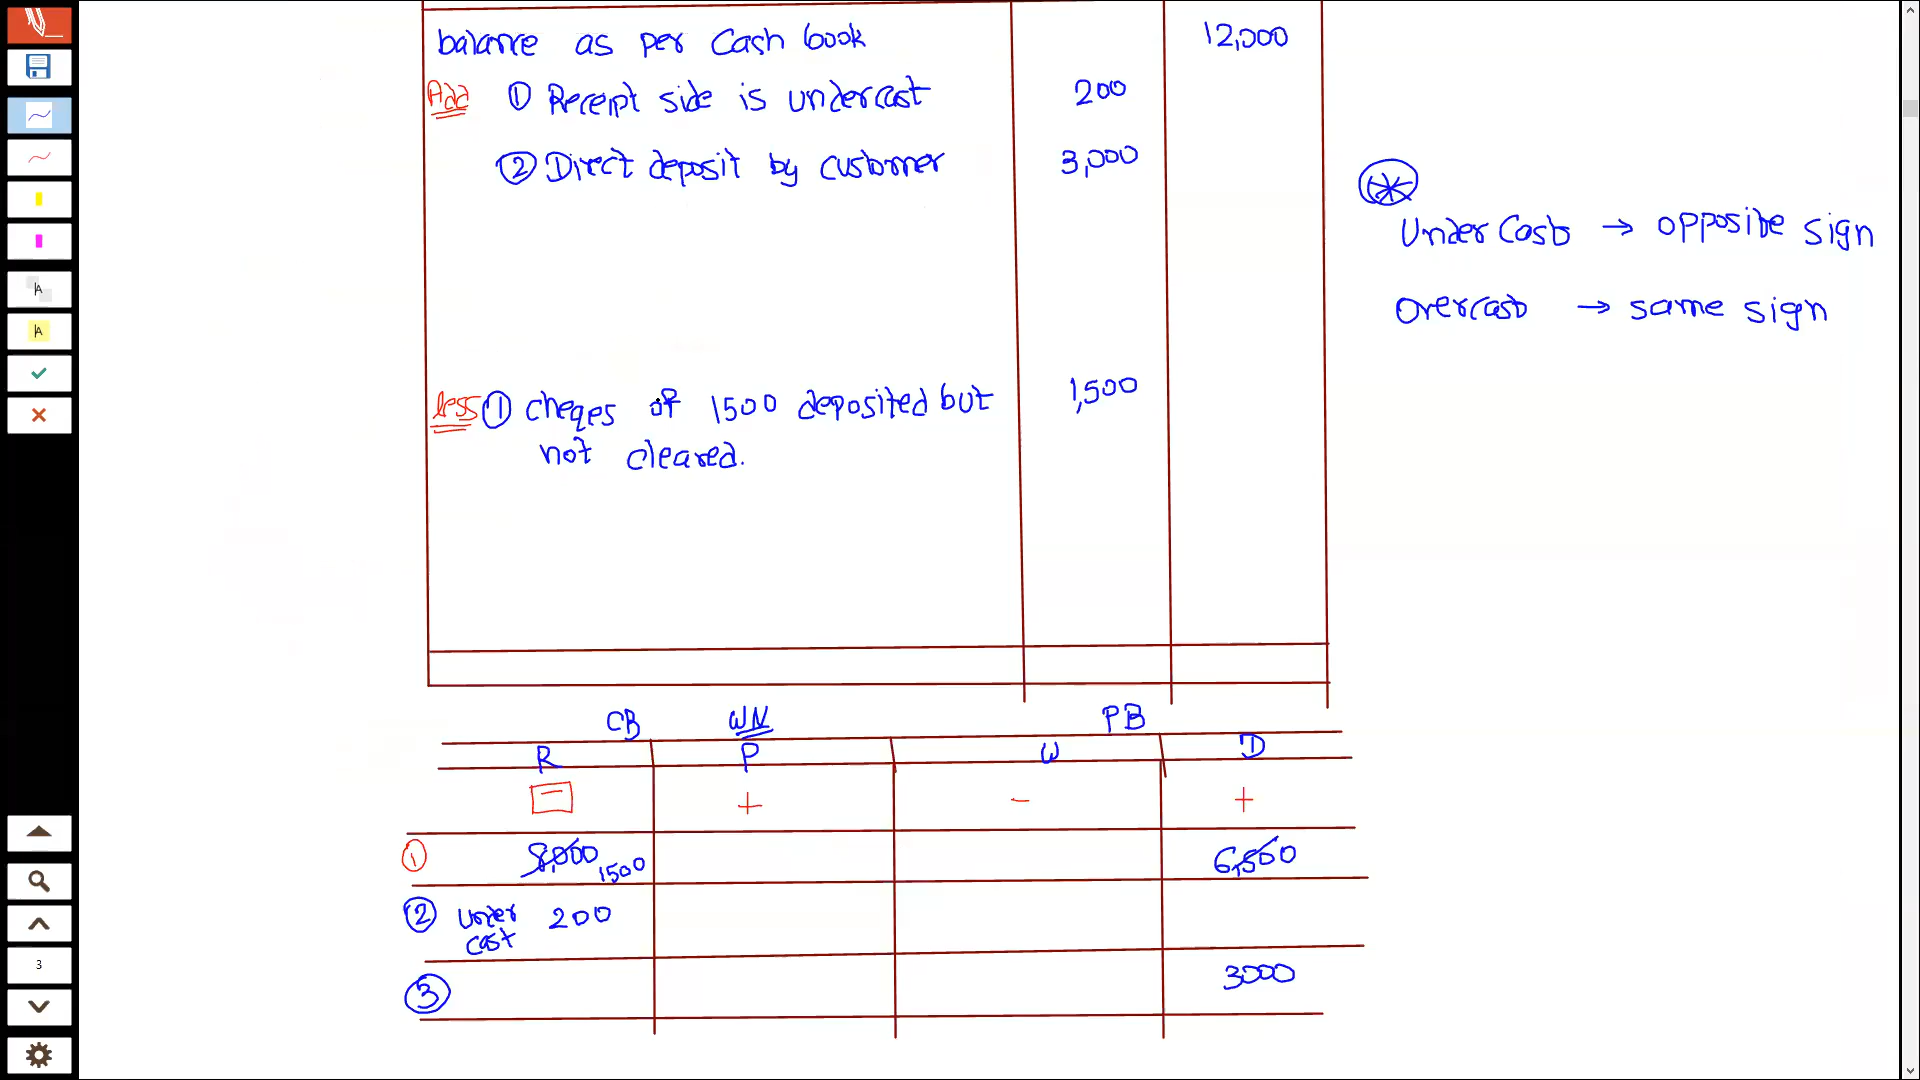 balance as per Cash book 12,000
Add ① Receipt side is undercast 200
② Direct deposit by customer 3,000
Under Cast → opposite sign
Overcast → same sign
less ① cheqes of 1500 deposited but 1,500
not cleared.
CB WN PB
R P W D
- + - +
① 8,000 1500 6,500
② Under 200
cast
③ 3000
A
A
3